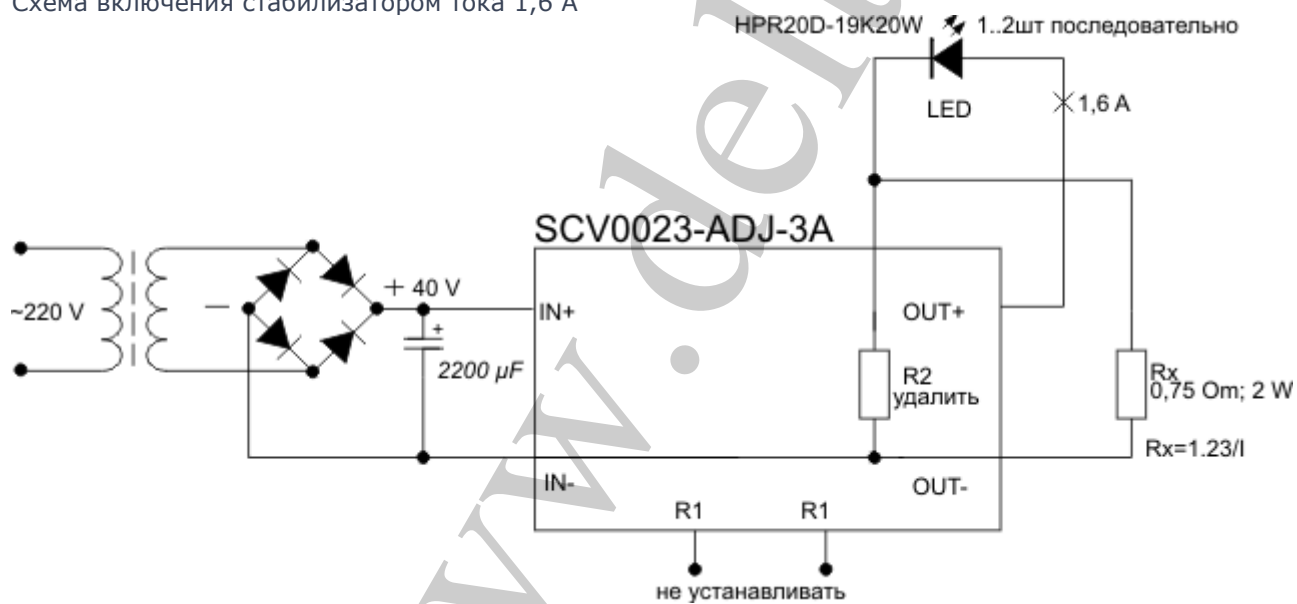 Схема включения стабилизатором тока 1,6 А
HPR20D-19K20W 1..2шт последовательно
LED
1,6 A
SCV0023-ADJ-3A
~220 V
—
+ 40 V
+
2200 µF
IN+
OUT+
R2
удалить
Rx
0,75 Om; 2 W
Rx=1.23/I
IN-
OUT-
R1
R1
не устанавливать
www.del